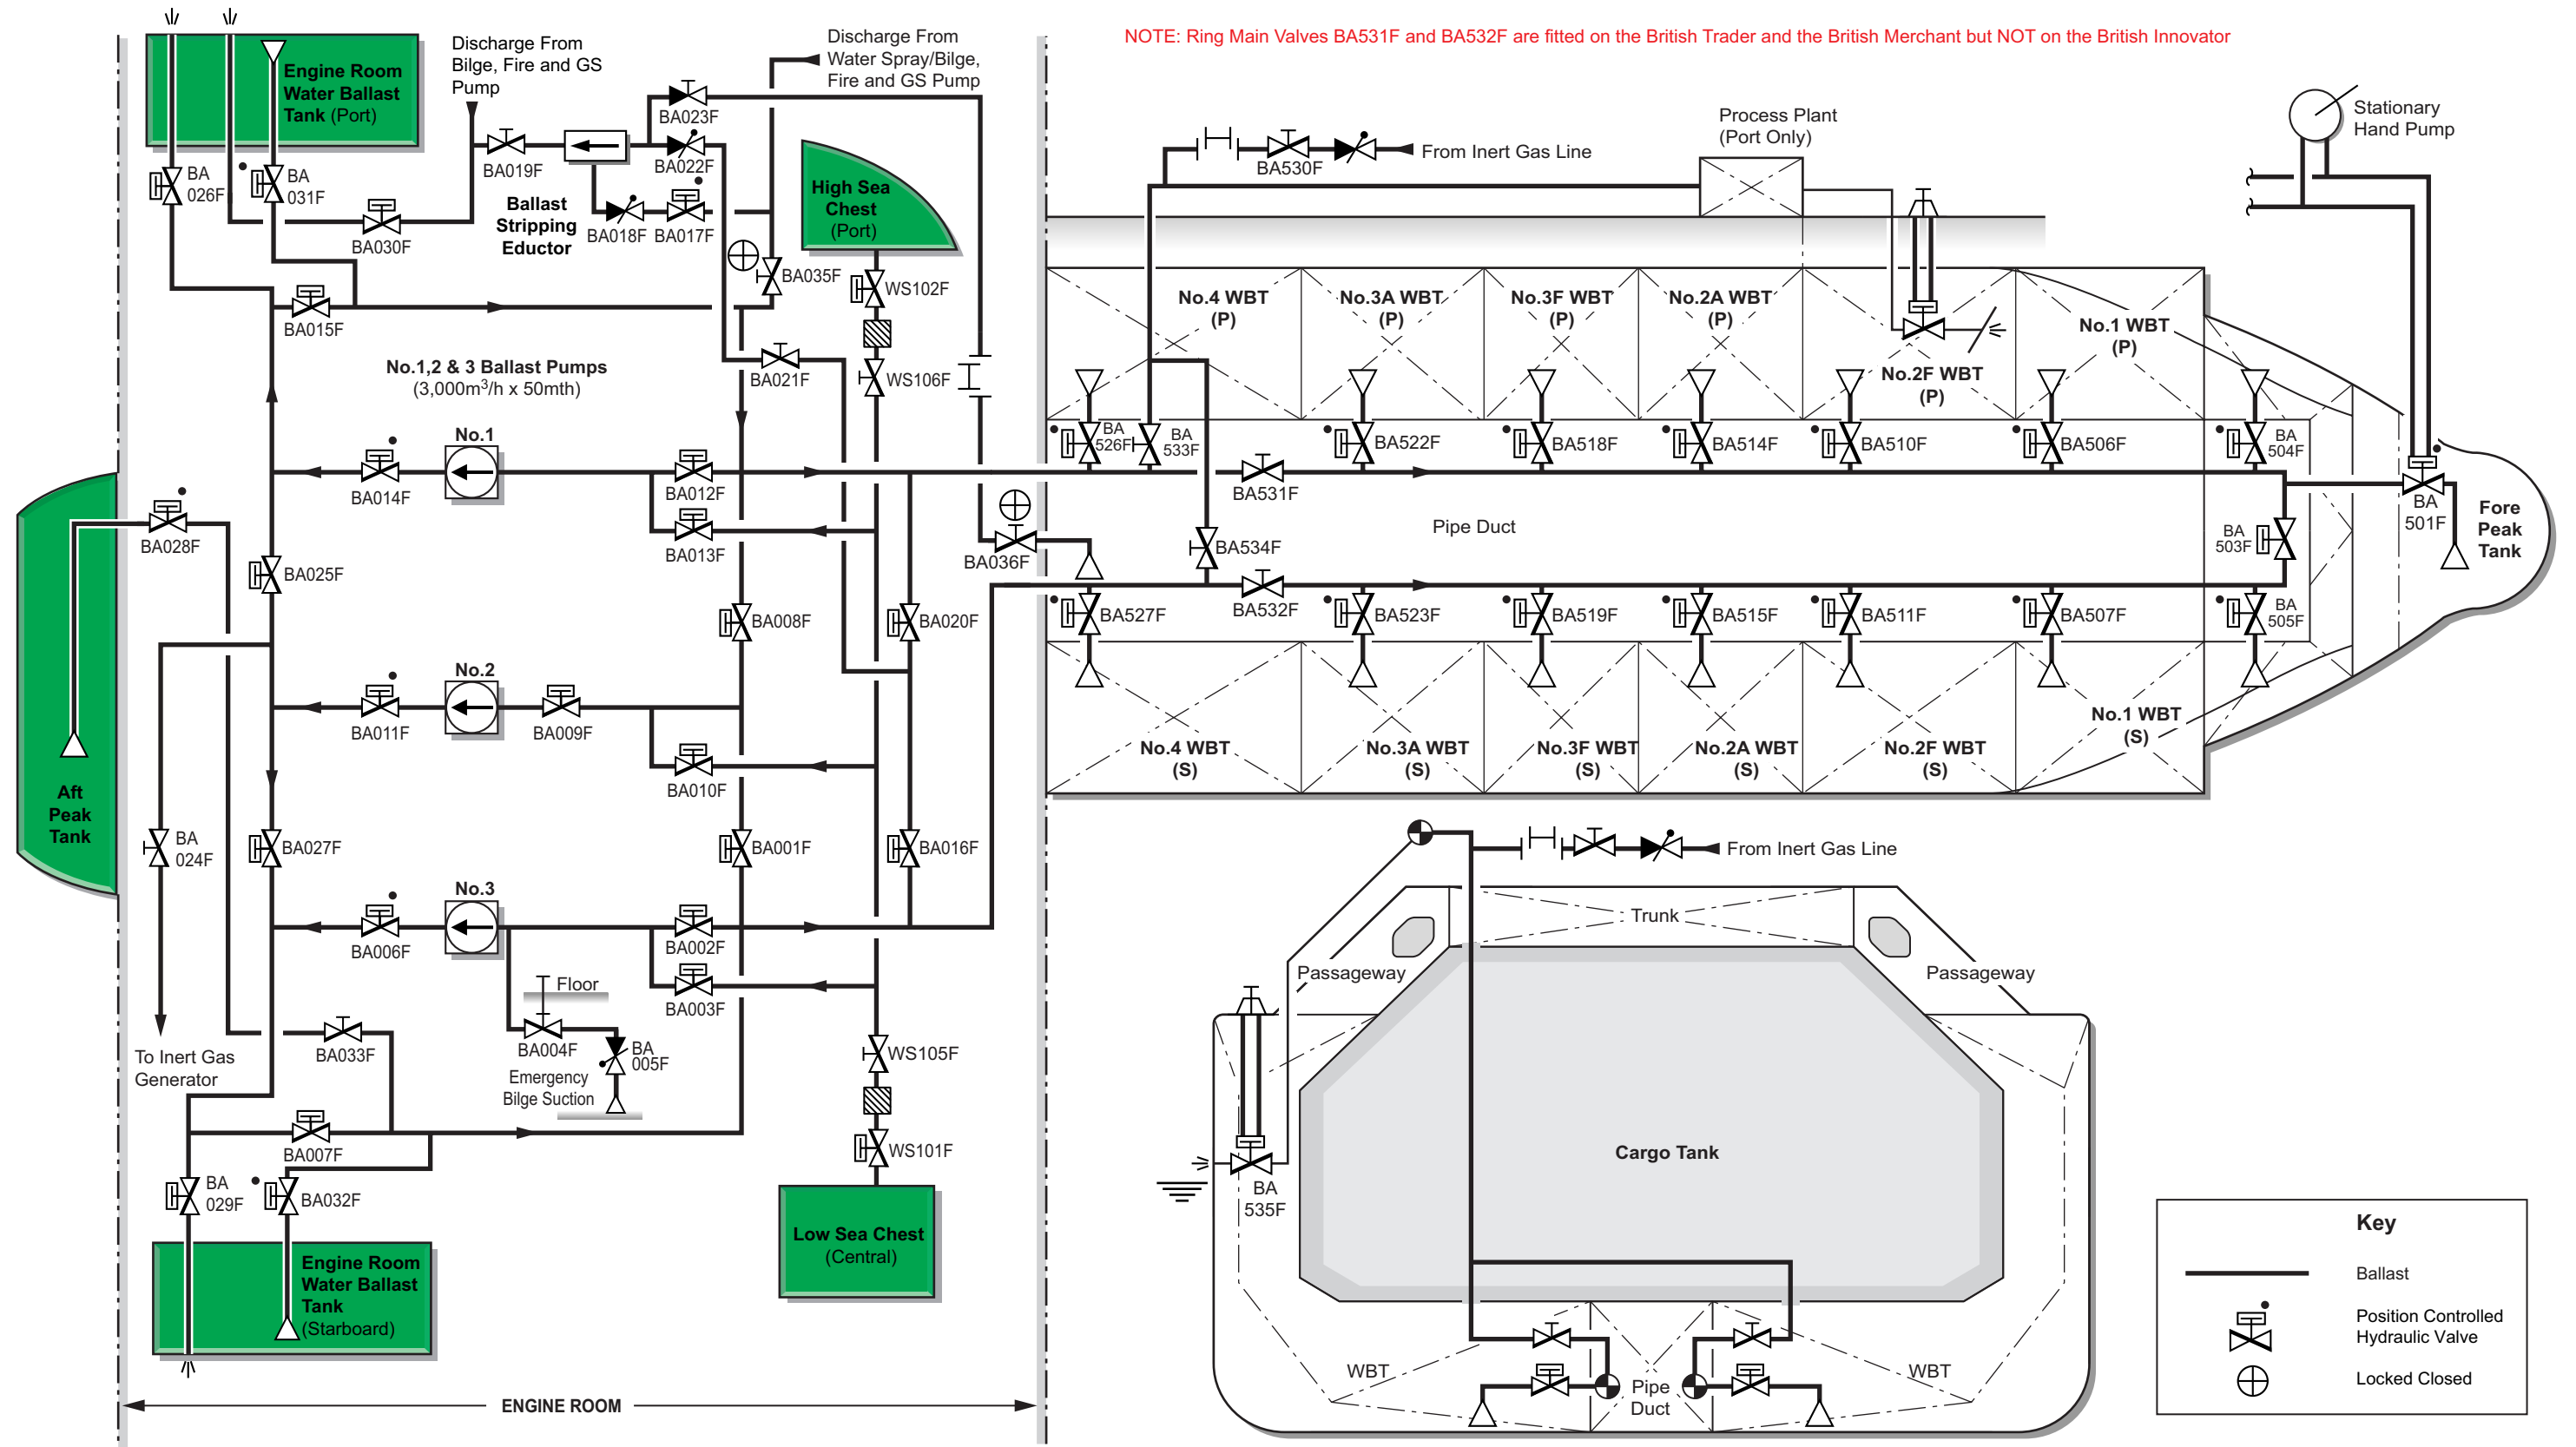 NOTE: Ring Main Valves BA531F and BA532F are fitted on the British Trader and the British Merchant but NOT on the British Innovator
Engine Room
Water Ballast
Tank (Port)
Discharge From
Bilge, Fire and GS
Pump
Discharge From
Water Spray/Bilge,
Fire and GS Pump
BA023F
BA019F
BA022F
BA
026F
BA
031F
BA030F
Ballast
Stripping
Eductor
BA018F
BA017F
High Sea
Chest
(Port)
BA035F
WS102F
BA015F
No.1,2 & 3 Ballast Pumps
(3,000m3/h x 50mth)
BA021F
WS106F
No.1
BA014F
BA012F
BA013F
BA028F
BA025F
BA036F
BA008F
BA020F
No.2
BA011F
BA009F
BA010F
Aft
Peak
Tank
BA
024F
BA027F
BA001F
BA016F
No.3
BA006F
BA002F
BA003F
Floor
BA004F
BA
005F
Emergency
Bilge Suction
BA033F
To Inert Gas
Generator
WS105F
BA007F
WS101F
BA
029F
BA032F
Low Sea Chest
(Central)
Engine Room
Water Ballast
Tank
(Starboard)
ENGINE ROOM
Process Plant
(Port Only)
BA530F
From Inert Gas Line
Stationary
Hand Pump
No.4 WBT
(P)
No.3A WBT
(P)
No.3F WBT
(P)
No.2A WBT
(P)
No.2F WBT
(P)
No.1 WBT
(P)
BA
526F
BA
533F
BA522F
BA518F
BA514F
BA510F
BA506F
BA
504F
BA531F
Pipe Duct
BA
501F
Fore
Peak
Tank
BA534F
BA
503F
BA532F
BA527F
BA523F
BA519F
BA515F
BA511F
BA507F
BA
505F
No.4 WBT
(S)
No.3A WBT
(S)
No.3F WBT
(S)
No.2A WBT
(S)
No.2F WBT
(S)
No.1 WBT
(S)
From Inert Gas Line
Trunk
Passageway
Passageway
Cargo Tank
BA
535F
WBT
Pipe
Duct
WBT
Key
Ballast
Position Controlled
Hydraulic Valve
Locked Closed